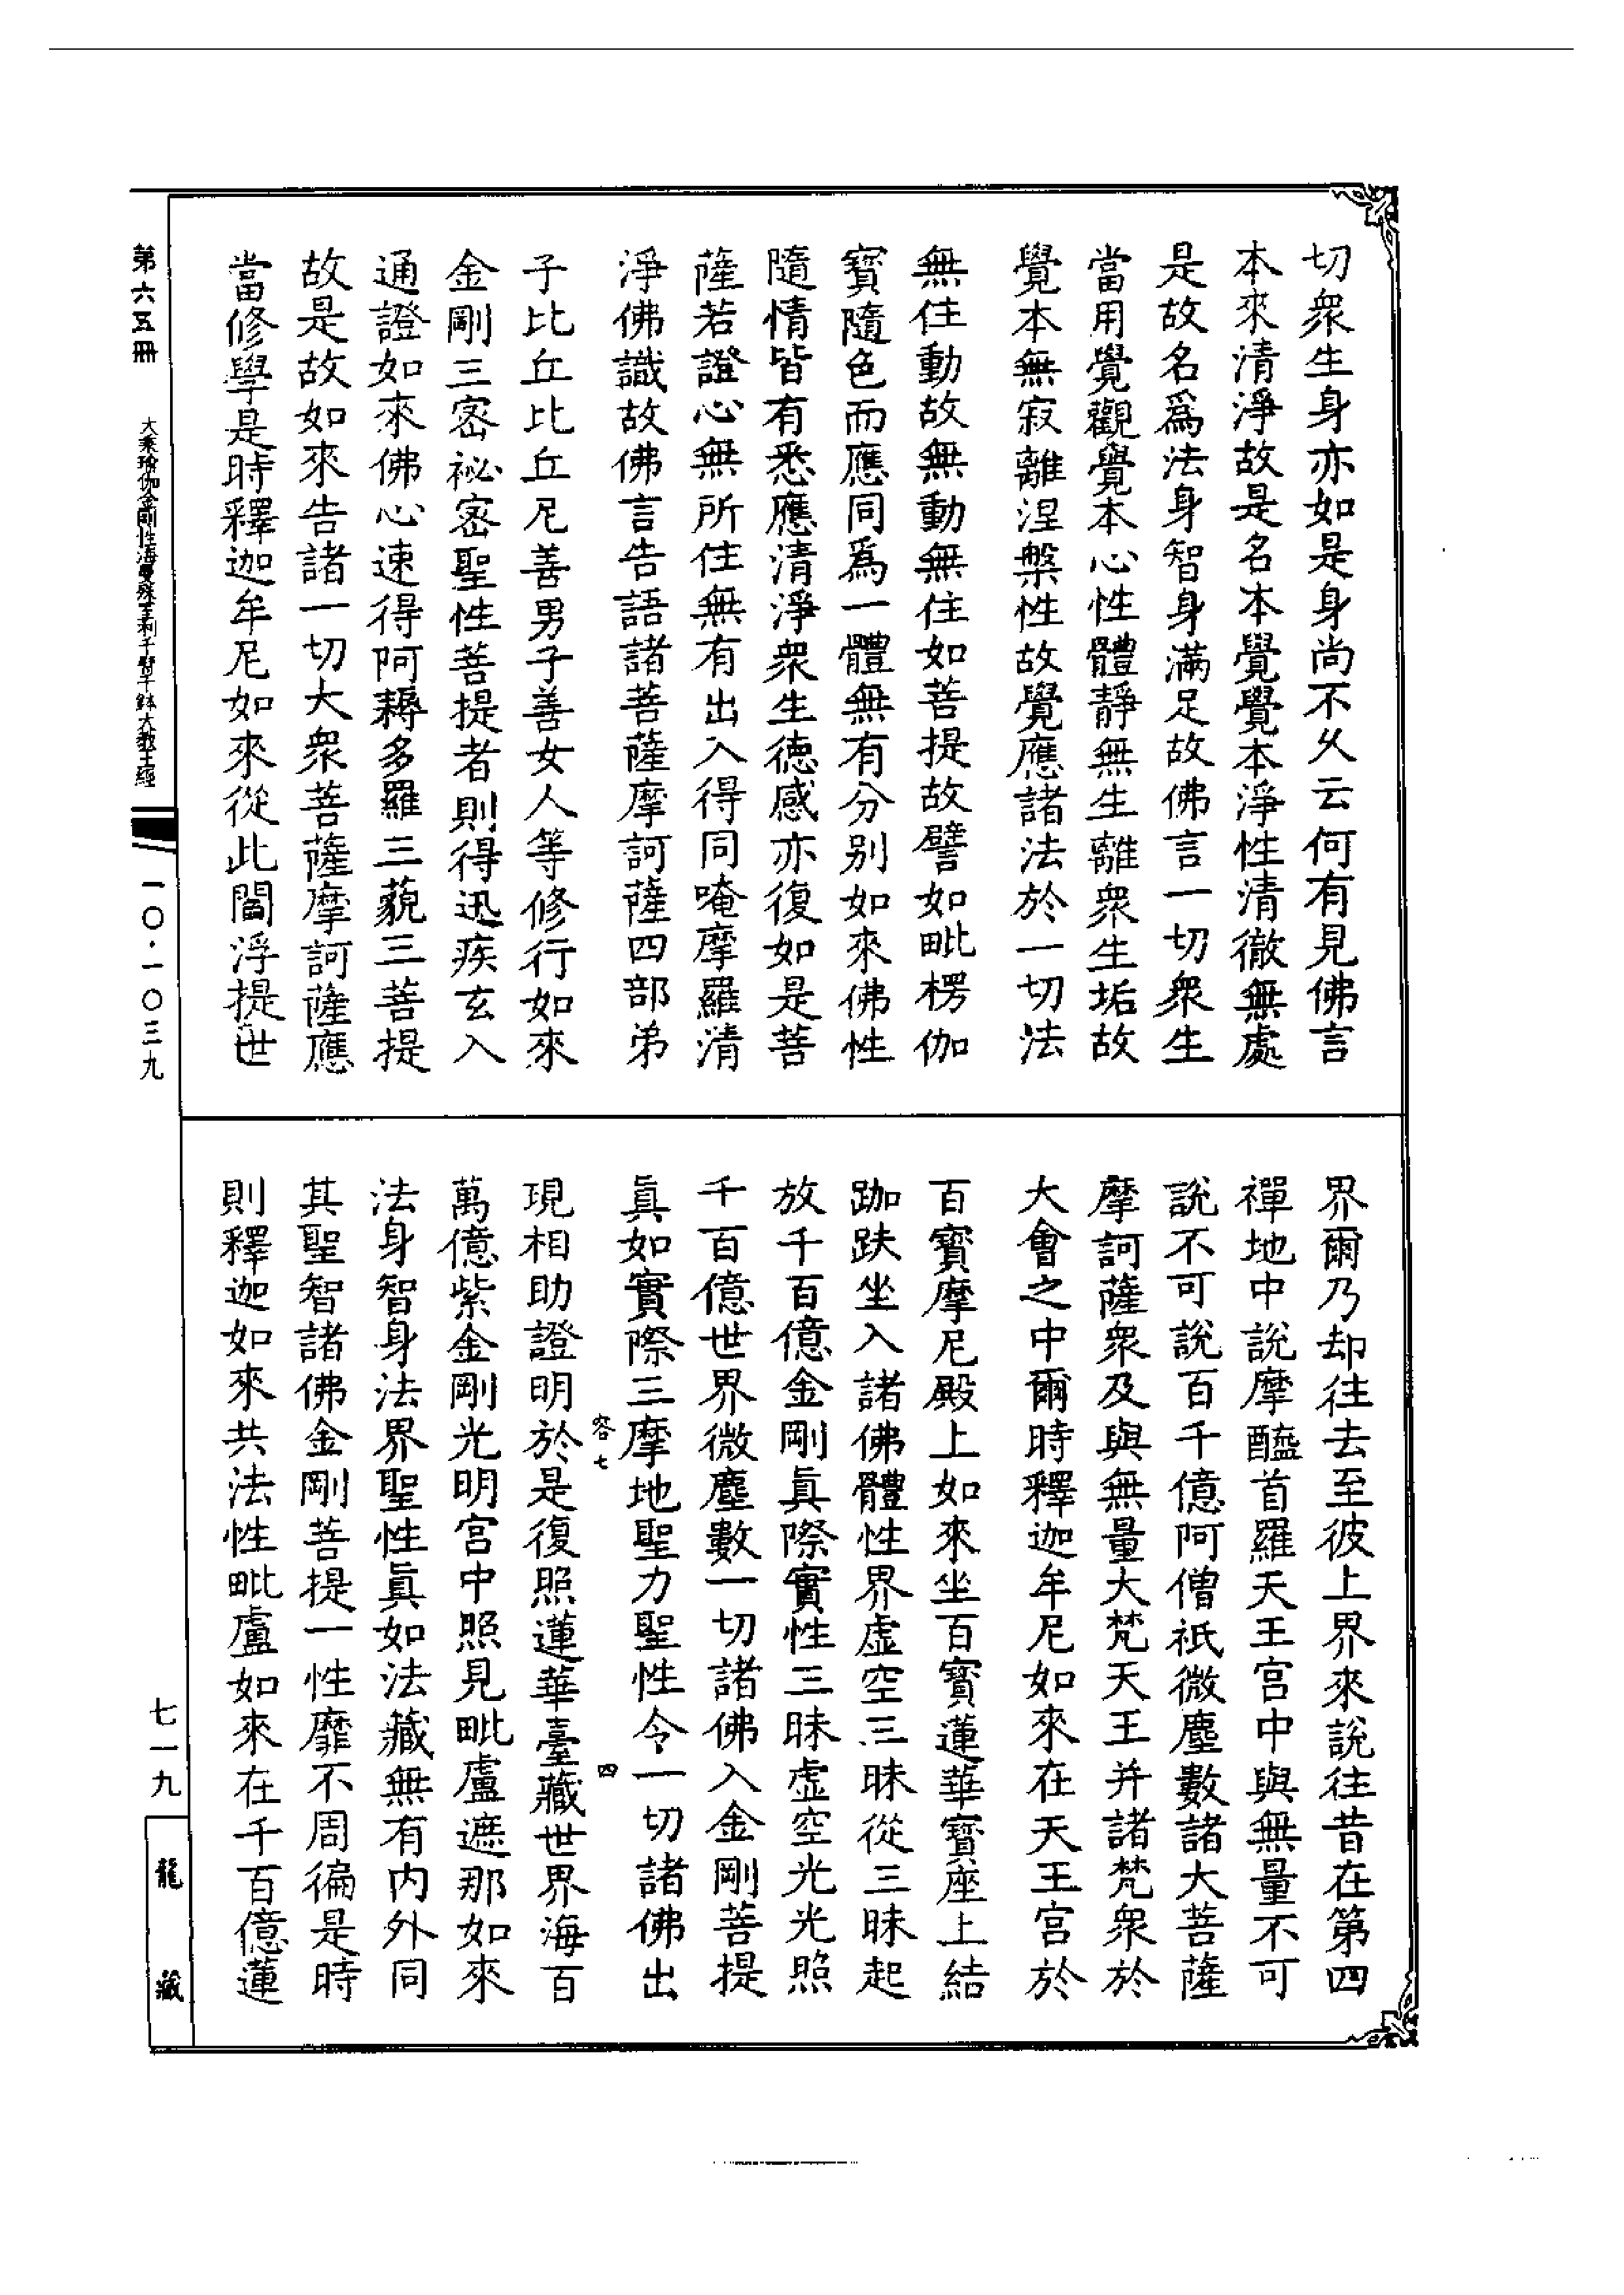 切衆生身亦如是身尚不久云何有見佛言
本來清淨故是名本覺覺本淨性清徹無處
是故名爲法身智身滿足故佛言一切衆生
當用覺觀覺本心性體靜無生離衆生垢故
覺本無寂離涅槃性故覺應諸法於一切法
無住動故無動無住如菩提故譬如毗楞伽
寶隨色而應同爲一體無有分別如來佛性
隨情皆有悉應清淨衆生德感亦復如是菩
薩若證心無所住無有出入得同唵摩羅清
淨佛識故佛言告語諸菩薩摩訶薩四部弟
子比丘比丘尼善男子善女人等修行如來
金剛三密祕密聖性菩提者則得迅疾玄入
通證如來佛心速得阿耨多羅三藐三菩提
故是故如來告諸一切大衆菩薩摩訶薩應
當修學是時釋迦牟尼如來從此閻浮提世
界爾乃却往去至彼上界來說往昔在第四
禪地中說摩醯首羅天王宮中與無量不可
說不可說百千億阿僧祇微塵數諸大菩薩
摩訶薩衆及與無量大梵天王并諸梵衆於
大會之中爾時釋迦牟尼如來在天王宮於
百寶摩尼殿上如來坐百寶蓮華寶座上結
跏趺坐入諸佛體性界虛空三昧從三昧起
放千百億金剛眞際實性三昧虛空光光照
千百億世界微塵數一切諸佛入金剛菩提
眞如實際三摩地聖力聖性令一切諸佛出
容七 四
現相助證明於是復照蓮華臺藏世界海百
萬億紫金剛光明宮中照見毗盧遮那如來
法身智身法界聖性眞如法藏無有內外同
其聖智諸佛金剛菩提一性靡不周徧是時
則釋迦如來共法性毗盧如來在千百億蓮
第六五冊 大乘瑜伽金剛性海曼殊室利千臂千鉢大教王經 一〇·一〇三九
七一九
龍藏